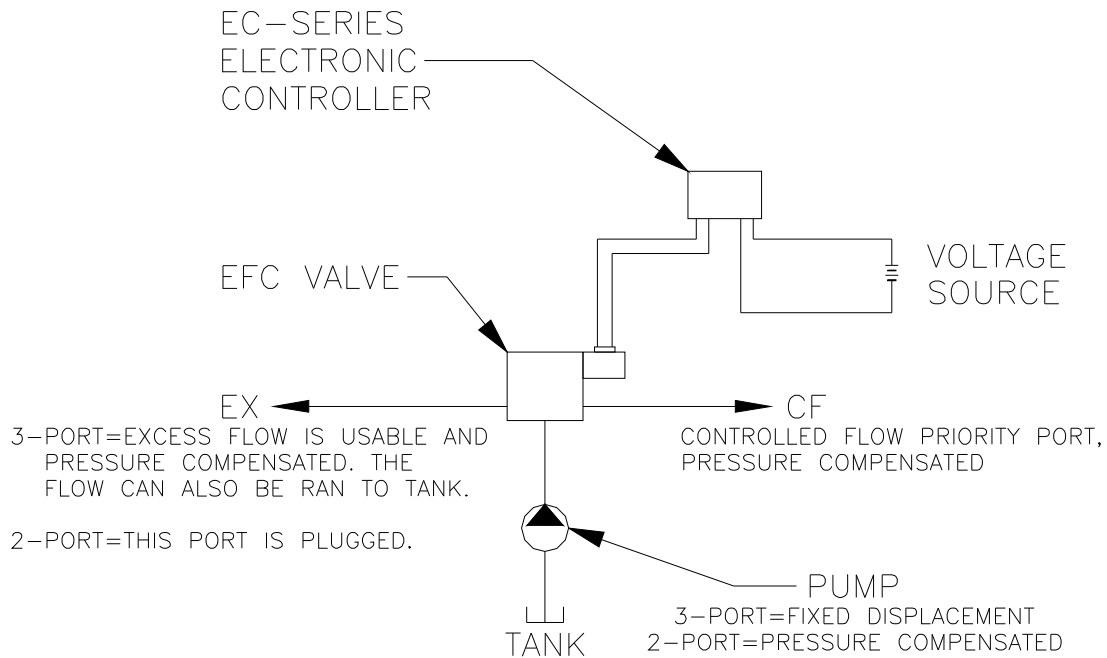 EC-SERIES
ELECTRONIC
CONTROLLER
EFC VALVE
VOLTAGE
SOURCE
EX
3-PORT=EXCESS FLOW IS USABLE AND
PRESSURE COMPENSATED. THE
FLOW CAN ALSO BE RAN TO TANK.
2-PORT=THIS PORT IS PLUGGED.
CF
CONTROLLED FLOW PRIORITY PORT,
PRESSURE COMPENSATED
PUMP
3-PORT=FIXED DISPLACEMENT
2-PORT=PRESSURE COMPENSATED
TANK